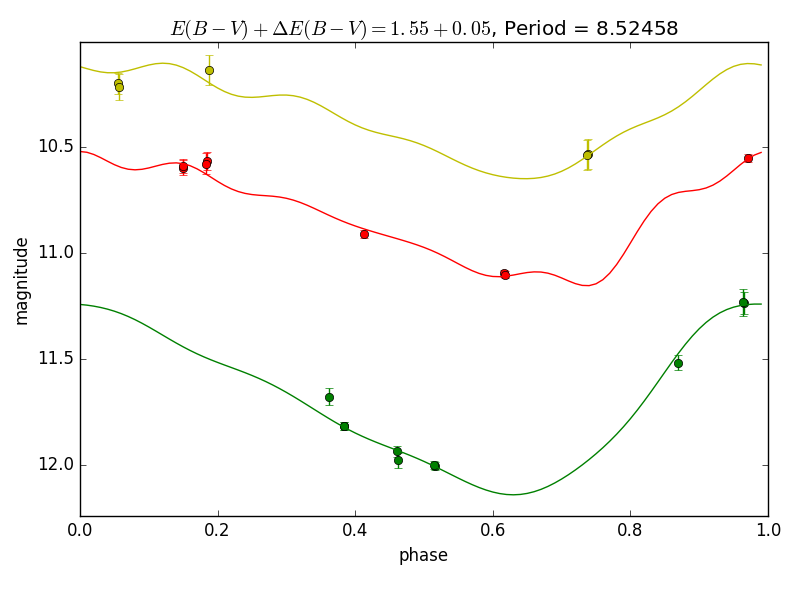 E(B − V) + ΔE(B − V) = 1.55 + 0.05, Period = 8.52458
10.5
11.0
11.5
12.0
magnitude
0.0 0.2 0.4 0.6 0.8 1.0
phase